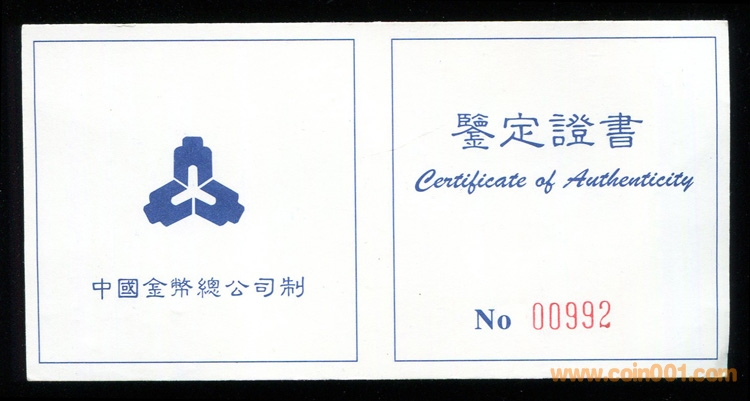 中國金幣總公司制
鑒定證書
Certificate of Authenticity
No 00992
www.coin001.com